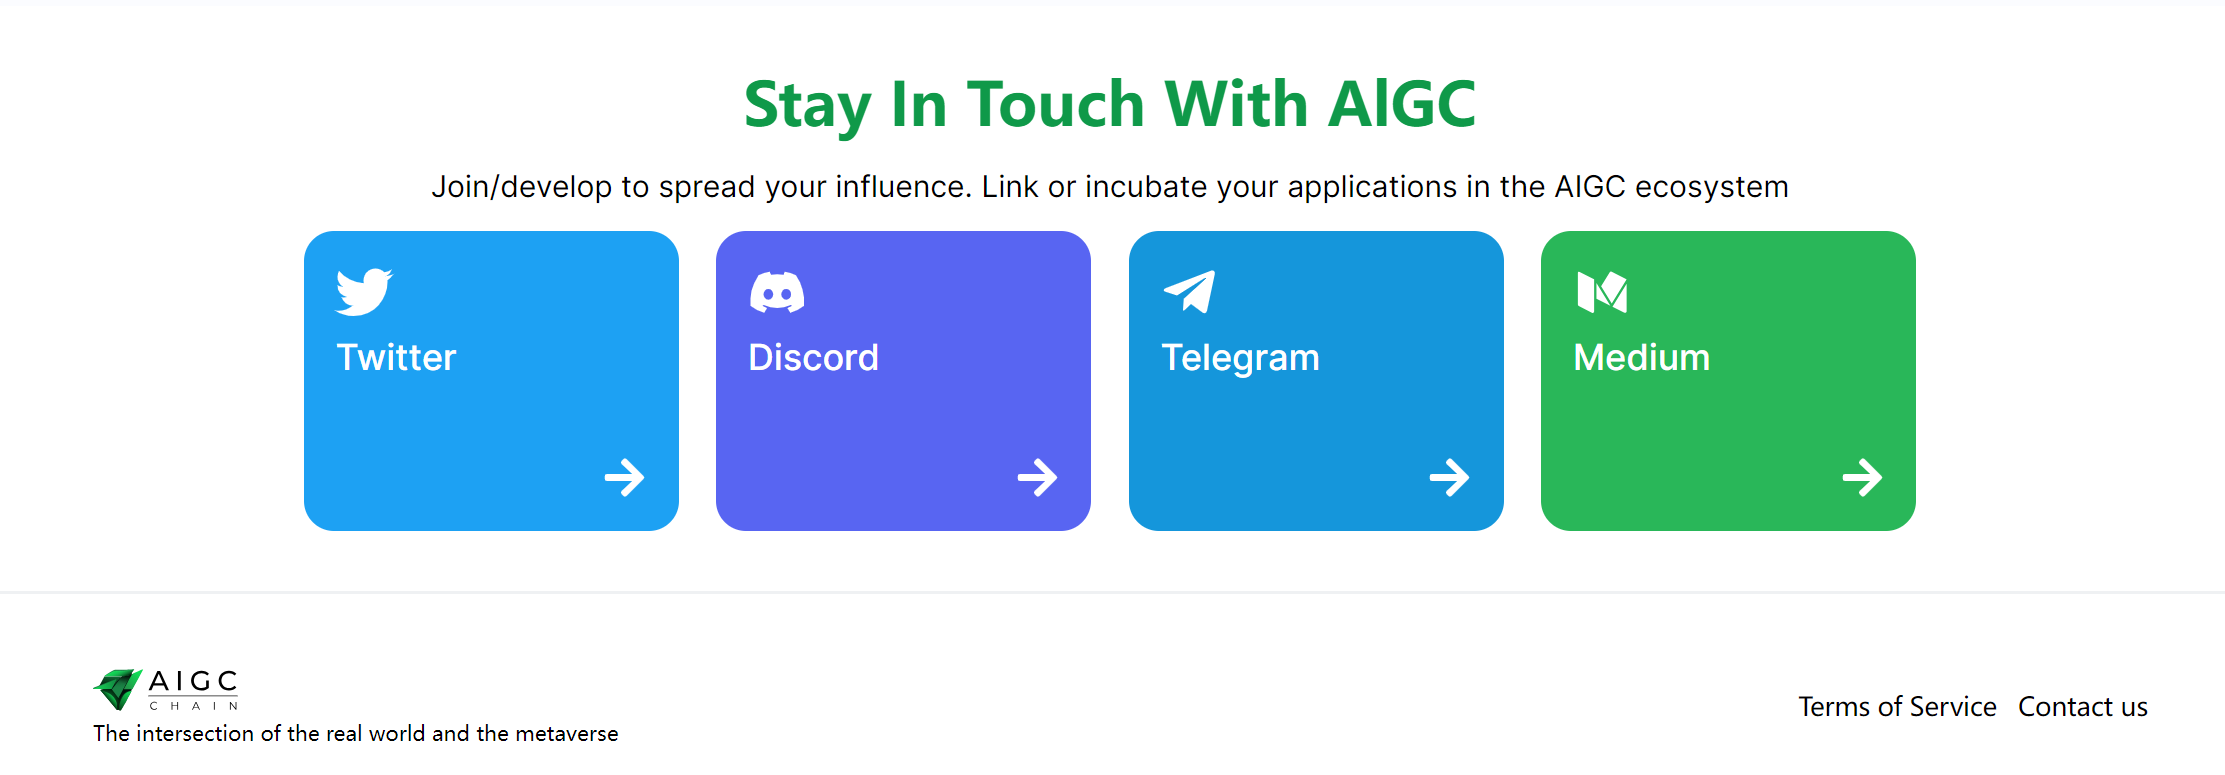 Stay In Touch With AIGC
Join/develop to spread your influence. Link or incubate your applications in the AIGC ecosystem
Twitter
Discord
Telegram
Medium
AIGC
CHAIN
The intersection of the real world and the metaverse
Terms of Service Contact us